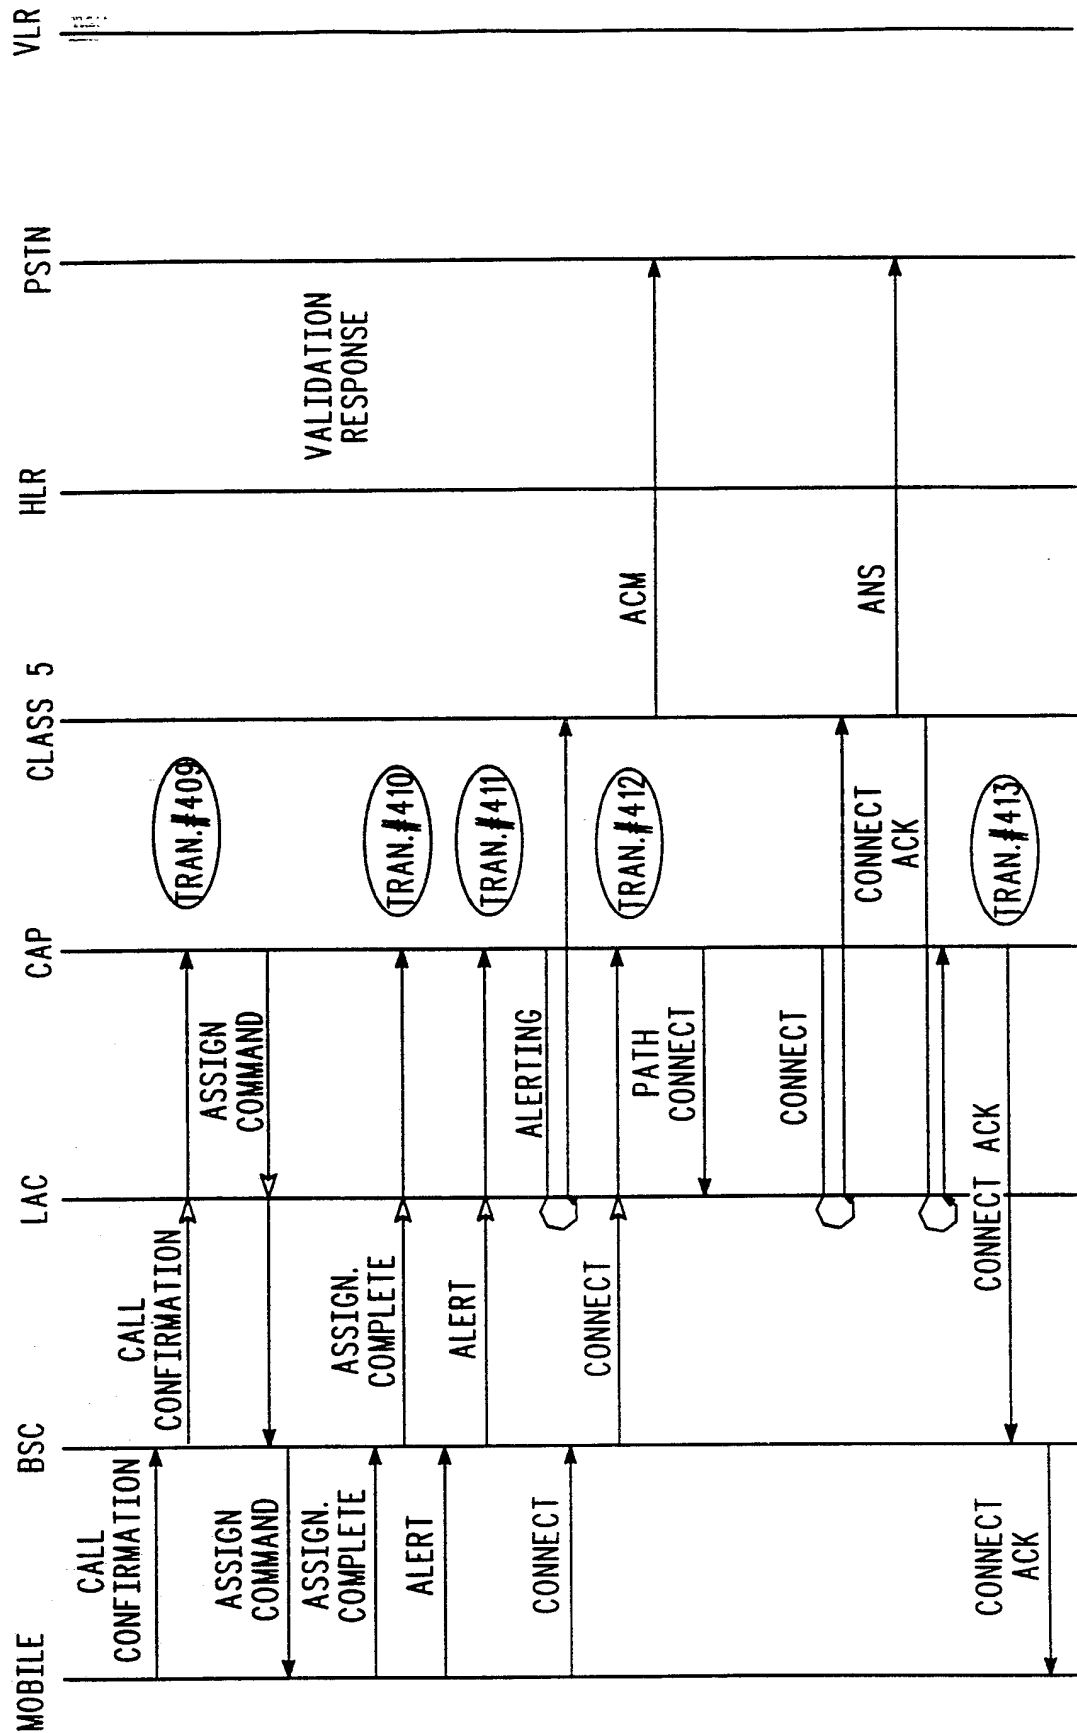 MOBILE
BSC
LAC
CAP
CLASS 5
HLR
PSTN
VLR
CALL
CONFIRMATION
CALL
CONFIRMATION
TRAN.#409
ASSIGN
COMMAND
ASSIGN
COMMAND
VALIDATION
RESPONSE
ASSIGN.
COMPLETE
ASSIGN.
COMPLETE
TRAN.#410
ALERT
ALERT
TRAN.#411
ALERTING
CONNECT
CONNECT
TRAN.#412
ACM
PATH
CONNECT
CONNECT
ANS
CONNECT
ACK
CONNECT ACK
TRAN.#413
CONNECT
ACK